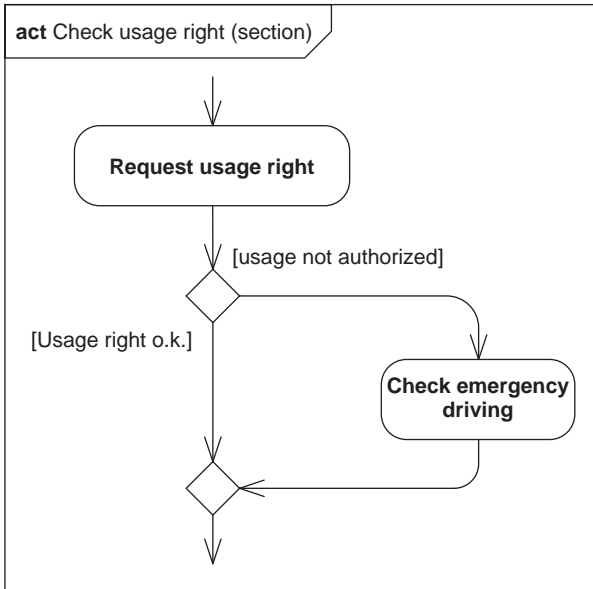 act Check usage right (section)
Request usage right
[usage not authorized]
[Usage right o.k.]
Check emergency
driving